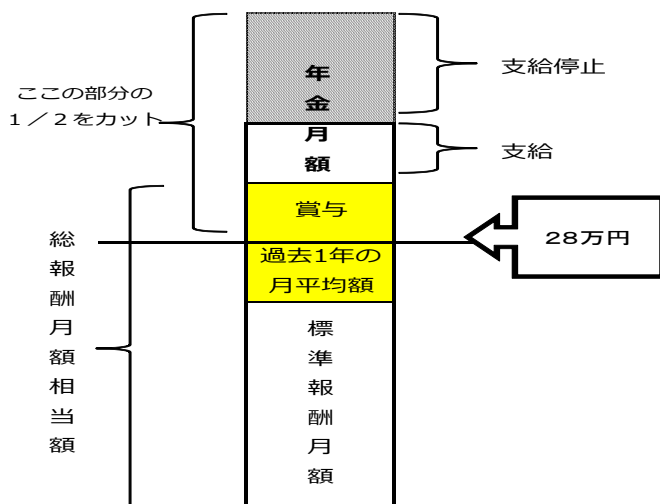 年金月額
支給停止
ここの部分の
1/2をカット
支給
賞与
過去1年の
月平均額
28万円
総報酬月額相当額
標準報酬月額